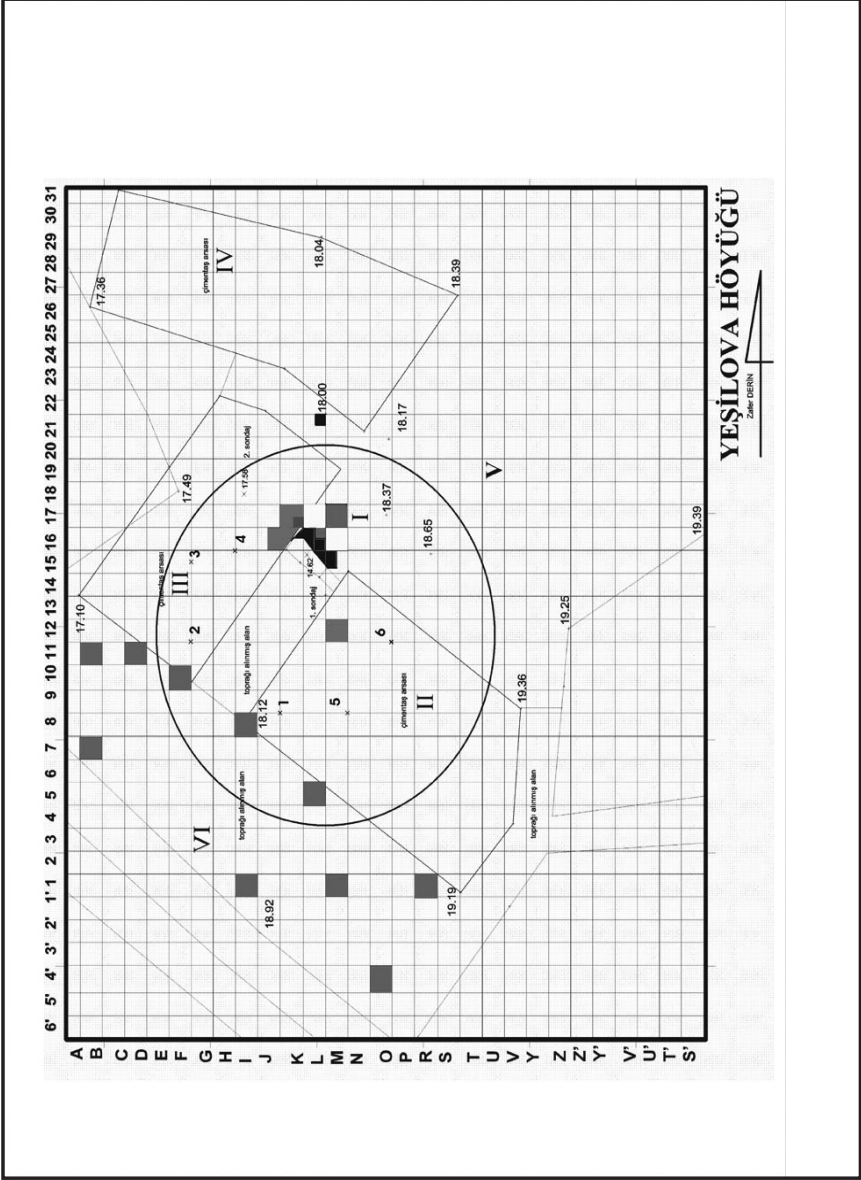 YEŞİLOVA HÖYÜĞÜ
Zafer DERİN
6' 5' 4' 3' 2' 1' 1 2 3 4 5 6 7 8 9 10 11 12 13 14 15 16 17 18 19 20 21 22 23 24 25 26 27 28 29 30 31
A
B
C
D
E
F
G
H
I
J
K
L
M
N
O
P
R
S
T
U
V
Y
Z
Z'
Y'
V'
U'
T'
S'
17.36
çimentaş arsası
IV
18.04
18.39
17.10
17.49
çimentaş arsası
III
3
2
4
17.56
2. sondaj
18.00
18.17
V
I
18.37
18.65
14.62
1. sondaj
toprağı alınmış alan
18.12
1
5
6
çimentaş arsası
II
19.36
19.25
19.39
VI
toprağı alınmış alan
18.92
19.19
toprağı alınmış alan